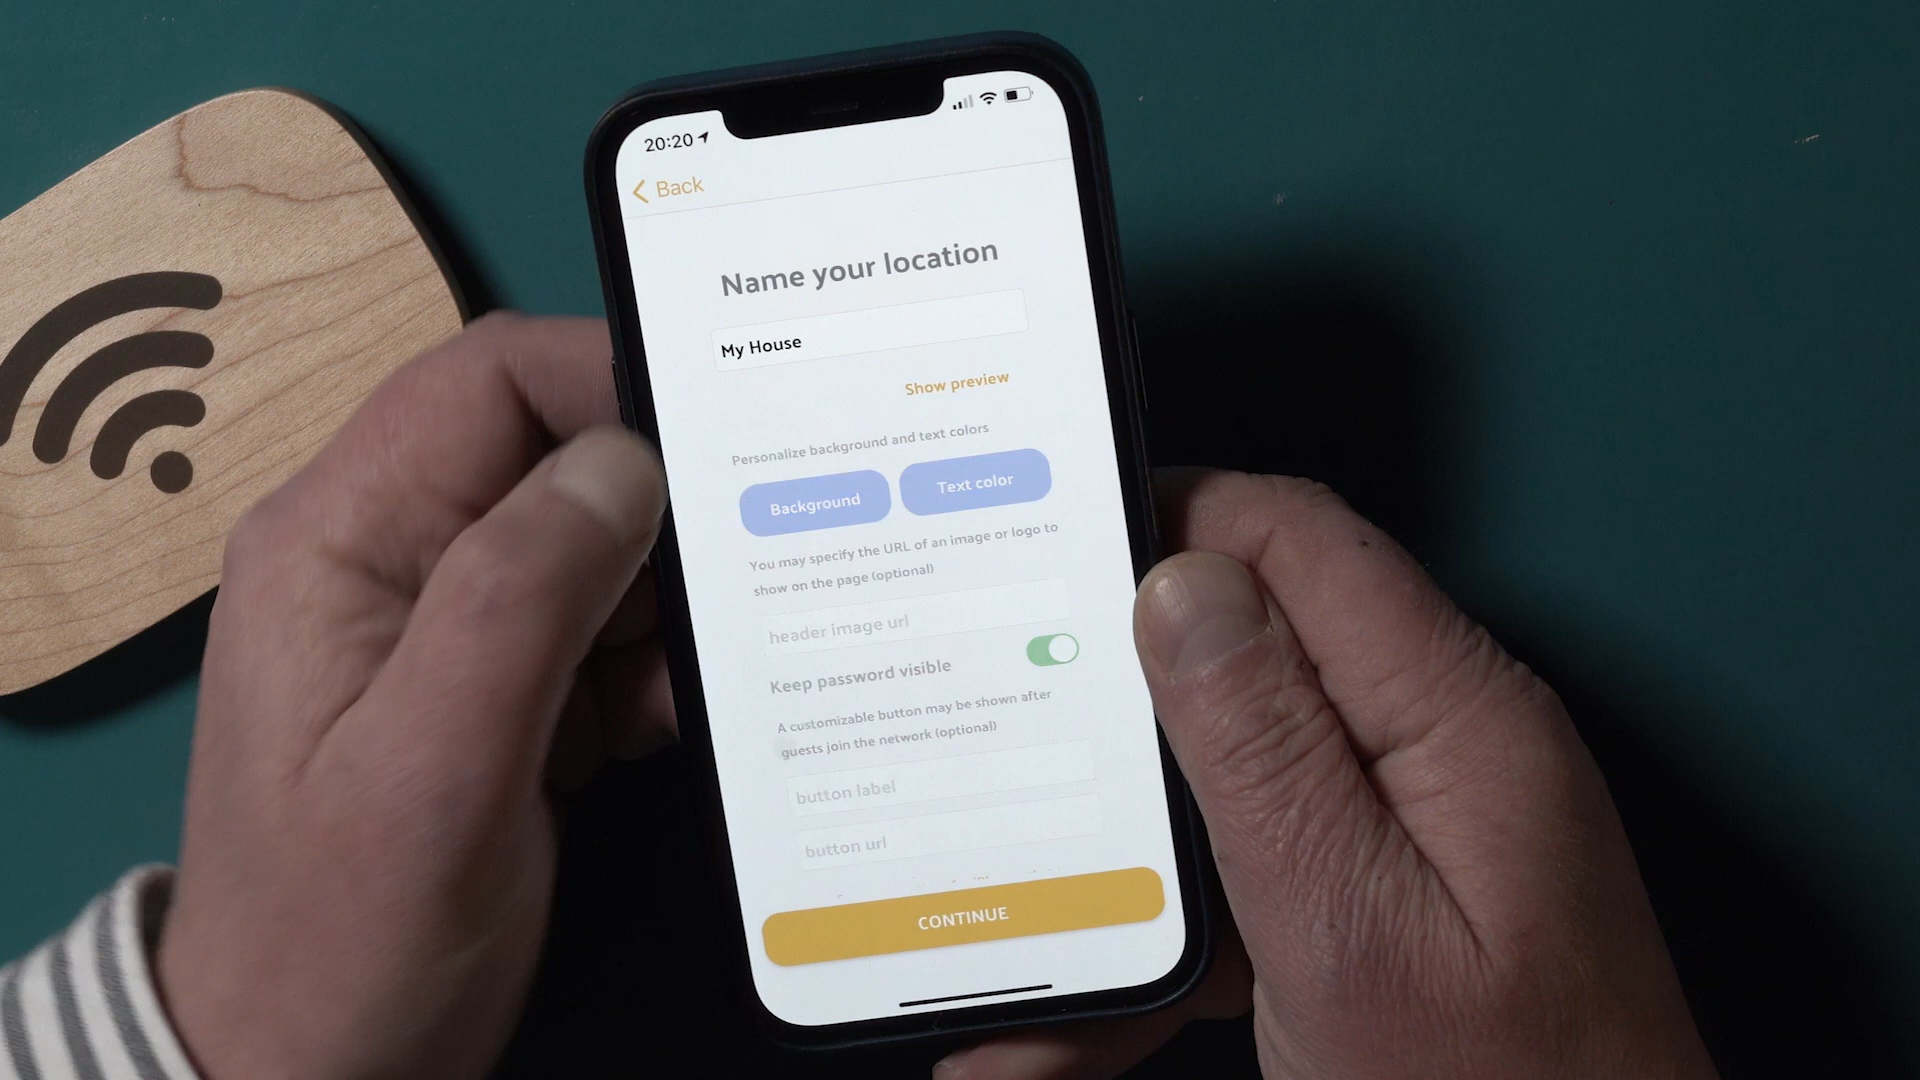 20:20
Back
Name your location
My House
Show preview
Personalize background and text colors
Background
Text color
You may specify the URL of an image or logo to
show on the page (optional)
header image url
Keep password visible
A customizable button may be shown after
guests join the network (optional)
button label
button url
CONTINUE